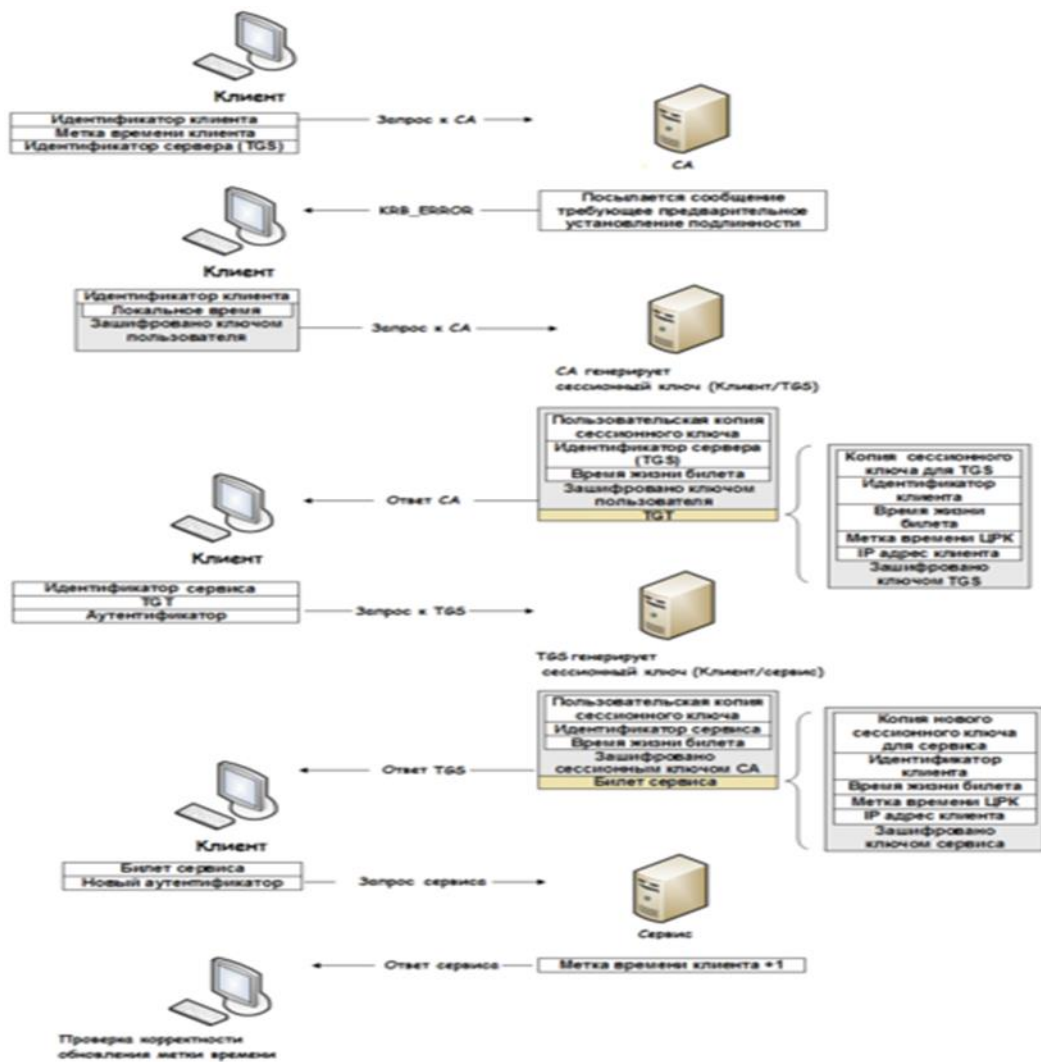 Клиент
Идентификатор клиента
Метка времени клиента
Идентификатор сервера (TGS)
Запрос к CA
CA
KRB_ERROR
Посылается сообщение
требующее предварительное
установление подлинности
Клиент
Идентификатор клиента
Локальное время
Зашифровано ключом
пользователя
Запрос к CA
CA генерирует
сессионный ключ (Клиент/TGS)
Пользовательская копия
сессионного ключа
Идентификатор сервера
(TGS)
Время жизни билета
Зашифровано ключом
пользователя
TGT
Копия сессионного
ключа для TGS
Идентификатор
клиента
Время жизни
билета
Метка времени ЦРК
IP адрес клиента
Зашифровано
ключом TGS
Ответ CA
Клиент
Идентификатор сервиса
TGT
Аутентификатор
Запрос к TGS
TGS генерирует
сессионный ключ (Клиент/сервис)
Пользовательская копия
сессионного ключа
Идентификатор сервиса
Время жизни билета
Зашифровано
сессионным ключом CA
Билет сервиса
Копия нового
сессионного ключа
для сервиса
Идентификатор
клиента
Время жизни билета
Метка времени ЦРК
IP адрес клиента
Зашифровано
ключом сервиса
Ответ TGS
Клиент
Билет сервиса
Новый аутентификатор
Запрос сервиса
Сервис
Ответ сервиса
Метка времени клиента +1
Проверка корректности
обновления метки времени